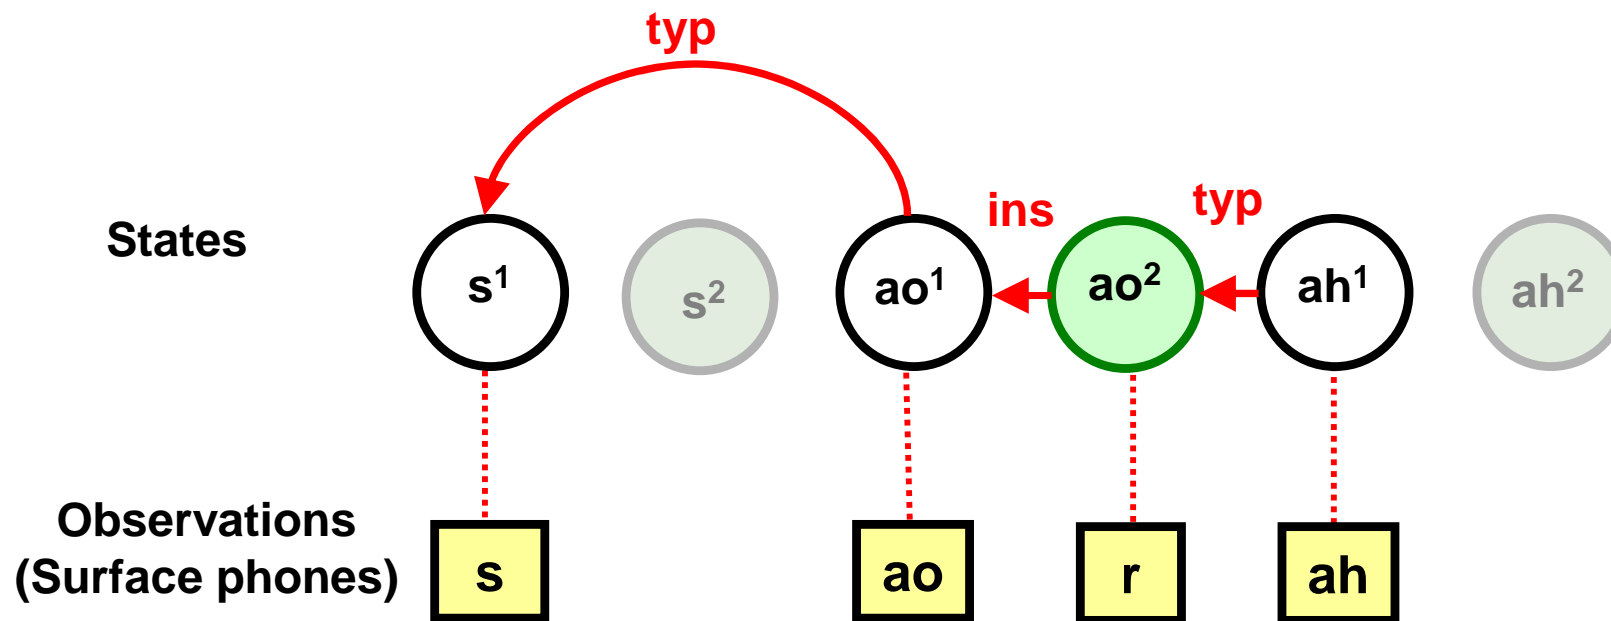 typ
ins typ
States s¹ s² ao¹ ao² ah¹ ah²
Observations
(Surface phones) s ao r ah